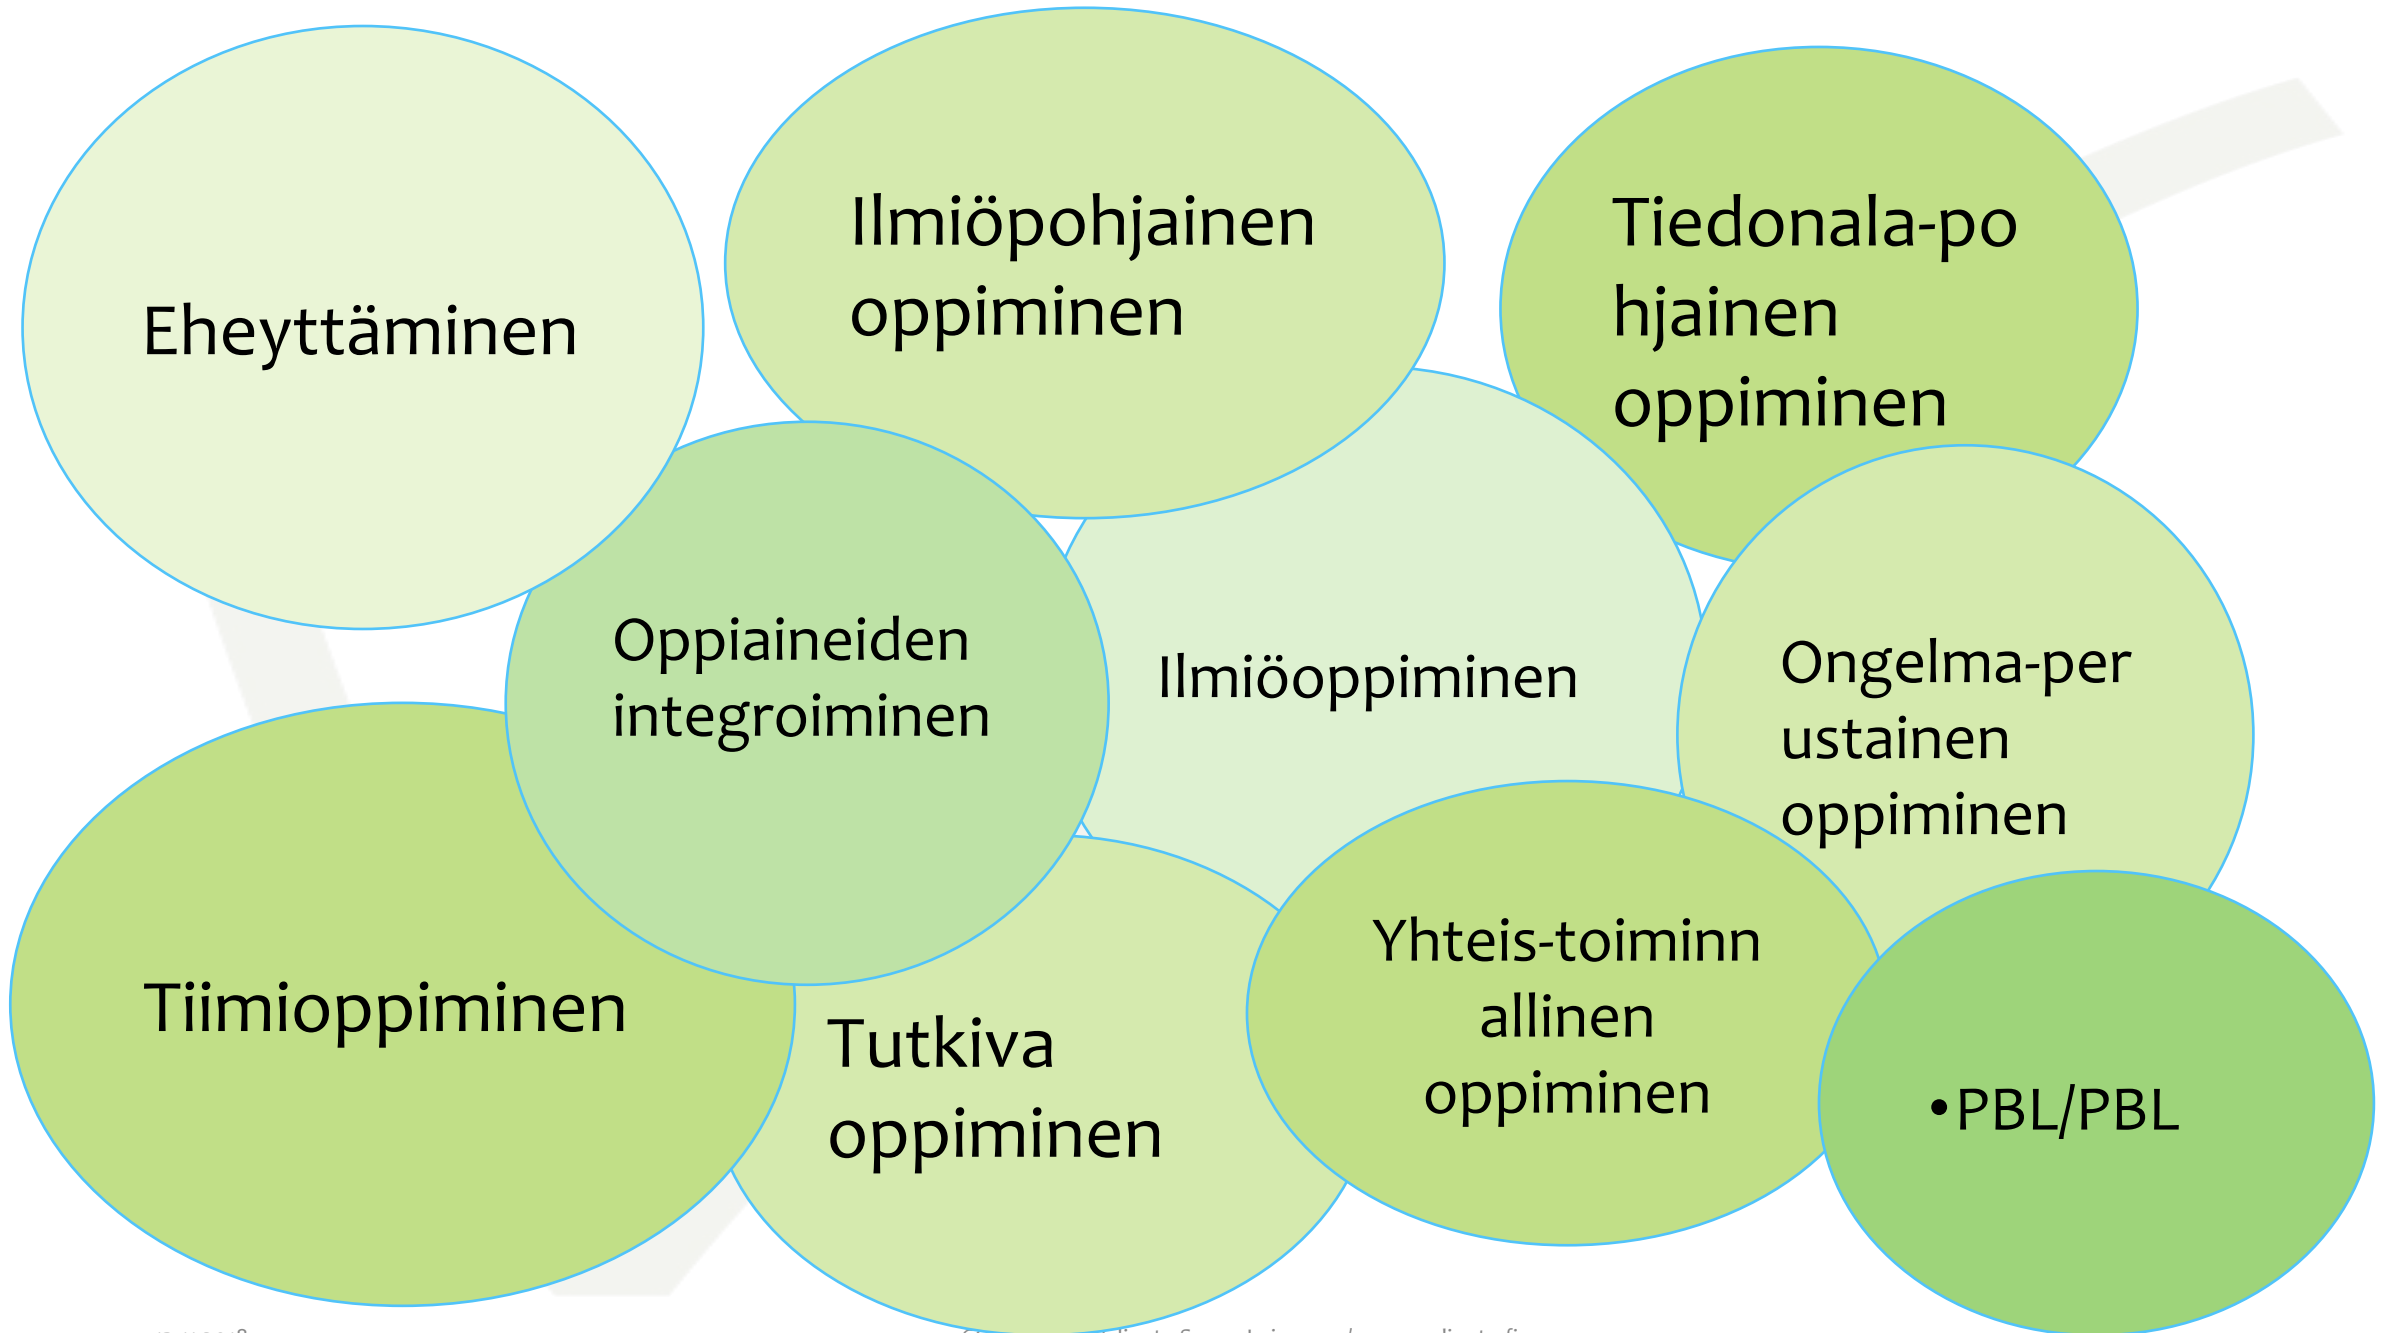 Eheyttäminen
Ilmiöpohjainen
oppiminen
Tiedonala-po
hjainen
oppiminen
Oppiaineiden
integroiminen
Ilmiöoppiminen
Ongelma-per
ustainen
oppiminen
Tiimioppiminen
Tutkiva
oppiminen
Yhteis-toiminn
allinen
oppiminen
•PBL/PBL